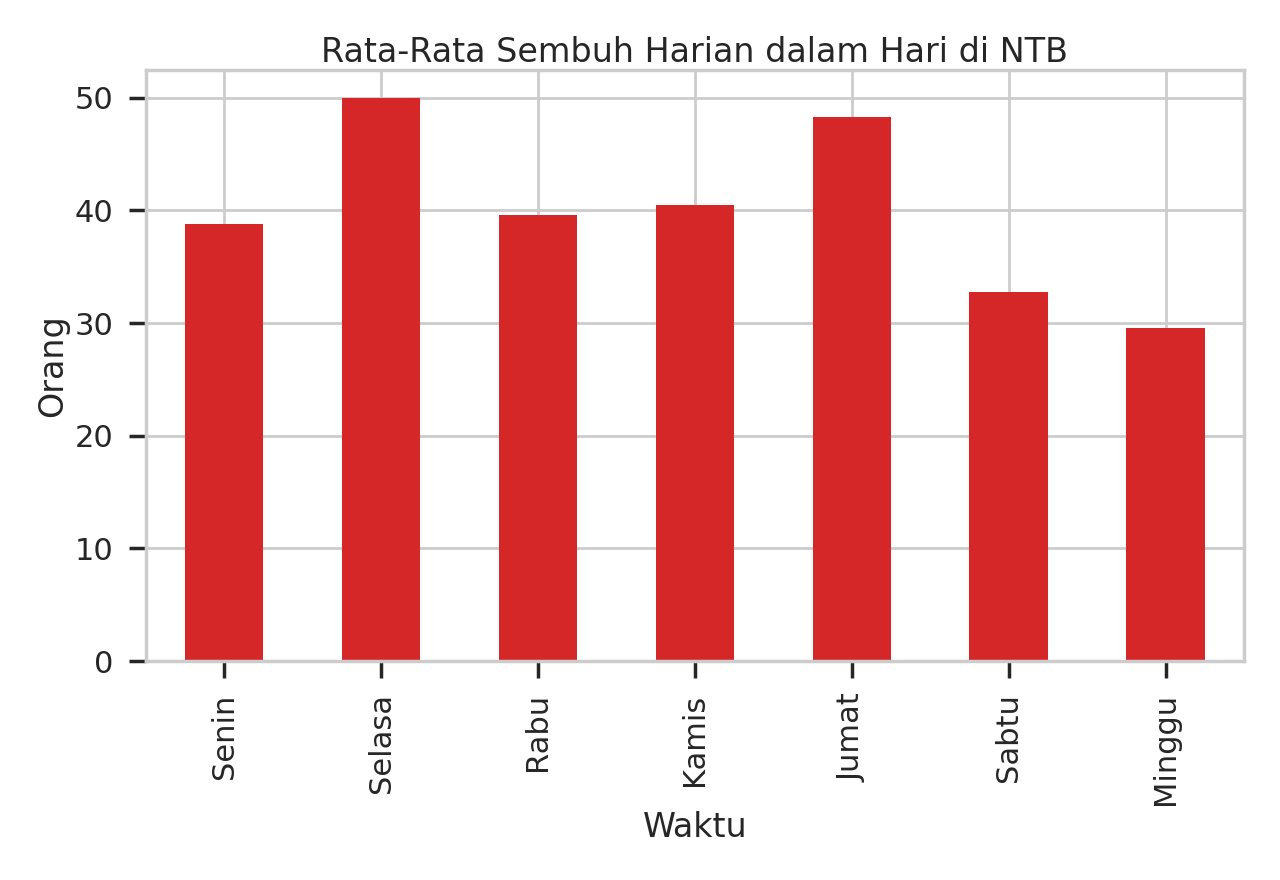 Rata-Rata Sembuh Harian dalam Hari di NTB
50
40
30
20
10
0
Orang
Senin
Selasa
Rabu
Kamis
Jumat
Sabtu
Minggu
Waktu